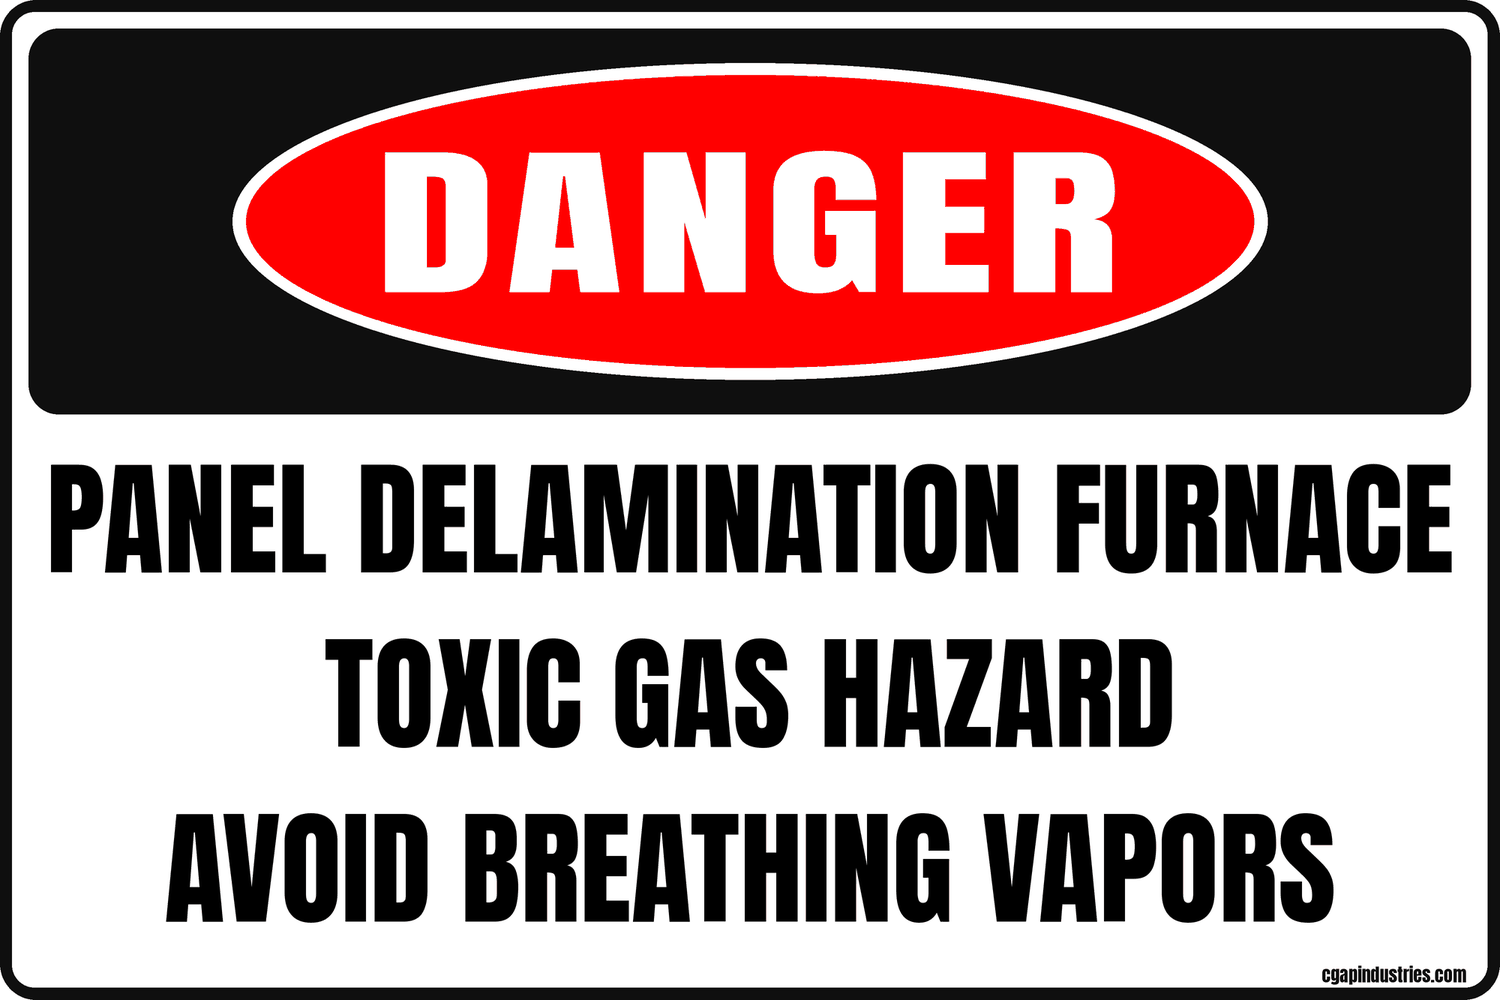 DANGER
PANEL DELAMINATION FURNACE
TOXIC GAS HAZARD
AVOID BREATHING VAPORS
cgapindustries.com